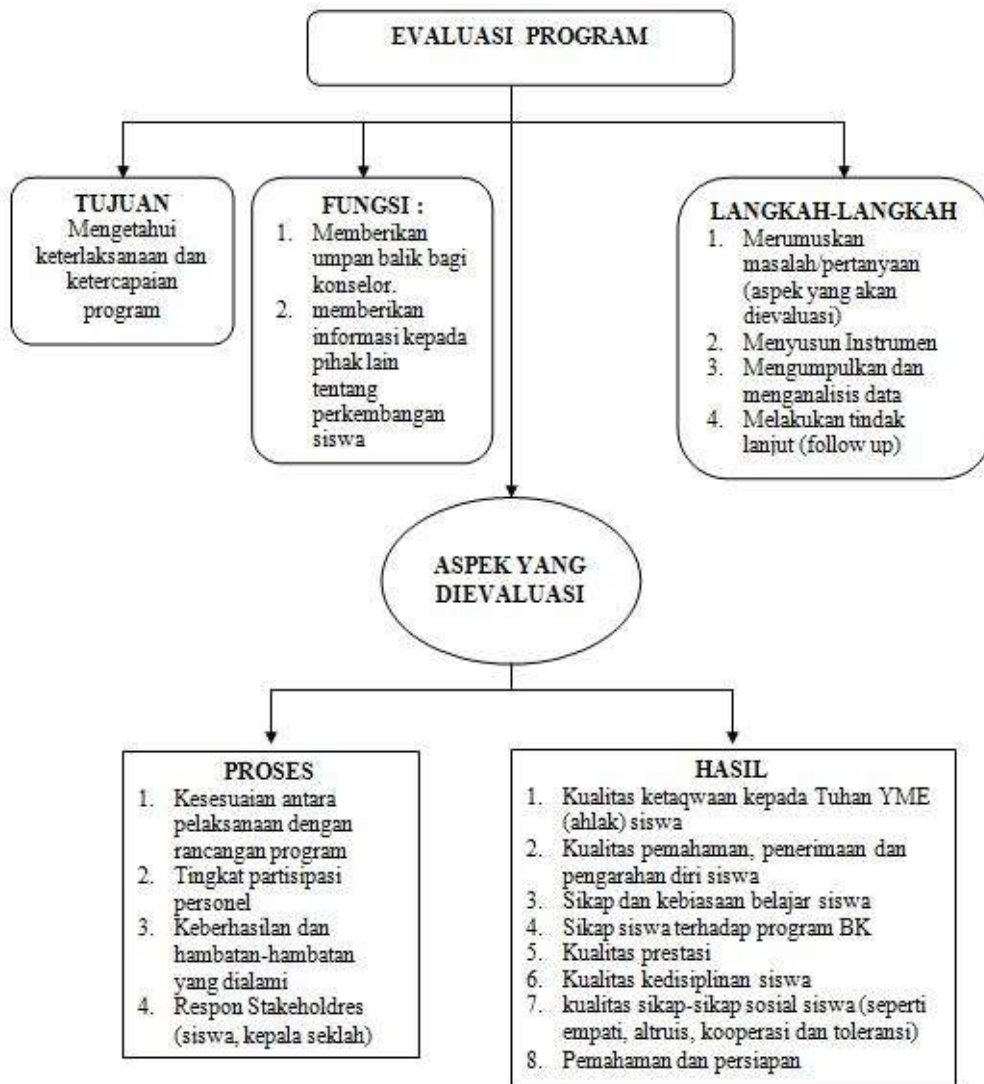 EVALUASI PROGRAM
TUJUAN
Mengetahui
keterlaksanaan dan
ketercapaian
program
FUNGSI :
1. Memberikan
umpan balik bagi
konselor.
2. memberikan
informasi kepada
pihak lain
tentang
perkembangan
siswa
LANGKAH-LANGKAH
1. Merumuskan
masalah/pertanyaan
(aspek yang akan
dievaluasi)
2. Menyusun Instrumen
3. Mengumpulkan dan
menganalisis data
4. Melakukan tindak
lanjut (follow up)
ASPEK YANG
DIEVALUASI
PROSES
1. Kesesuaian antara
pelaksanaan dengan
rancangan program
2. Tingkat partisipasi
personel
3. Keberhasilan dan
hambatan-hambatan
yang dialami
4. Respon Stakeholdres
(siswa, kepala seklah)
HASIL
1. Kualitas ketaqwaan kepada Tuhan YME
(ahlak) siswa
2. Kualitas pemahaman, penerimaan dan
pengarahan diri siswa
3. Sikap dan kebiasaan belajar siswa
4. Sikap siswa terhadap program BK
5. Kualitas prestasi
6. Kualitas kedisiplinan siswa
7. kualitas sikap-sikap sosial siswa (seperti
empati, altruis, kooperasi dan toleransi)
8. Pemahaman dan persiapan